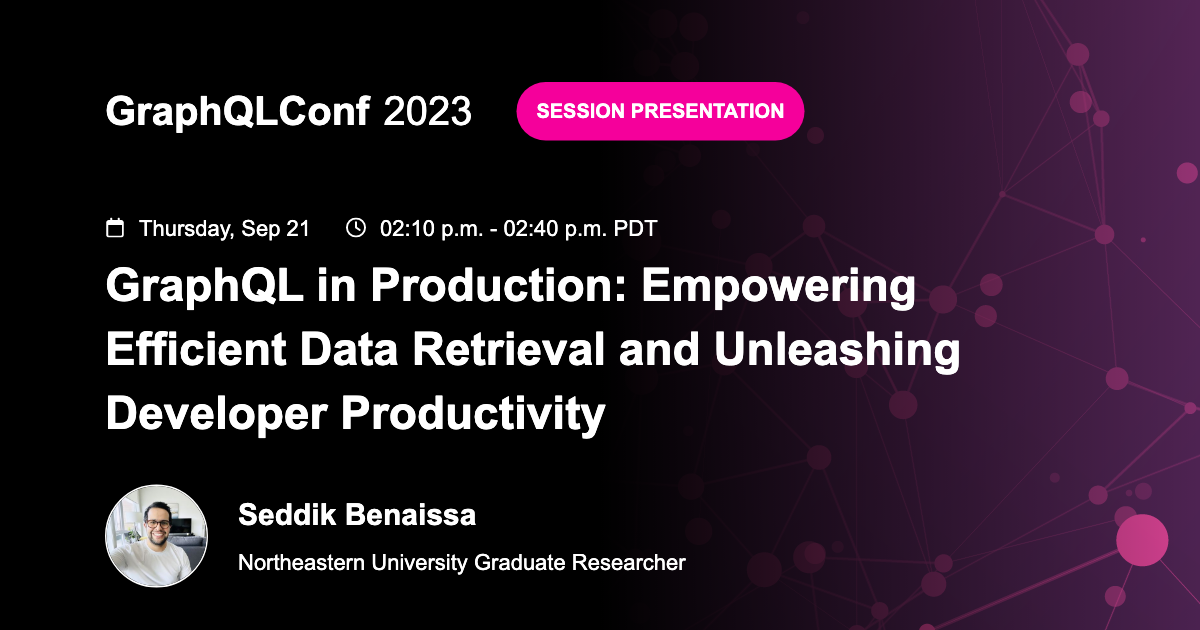 GraphQLConf 2023
SESSION PRESENTATION
Thursday, Sep 21
02:10 p.m. - 02:40 p.m. PDT
GraphQL in Production: Empowering
Efficient Data Retrieval and Unleashing
Developer Productivity
Seddik Benaissa
Northeastern University Graduate Researcher